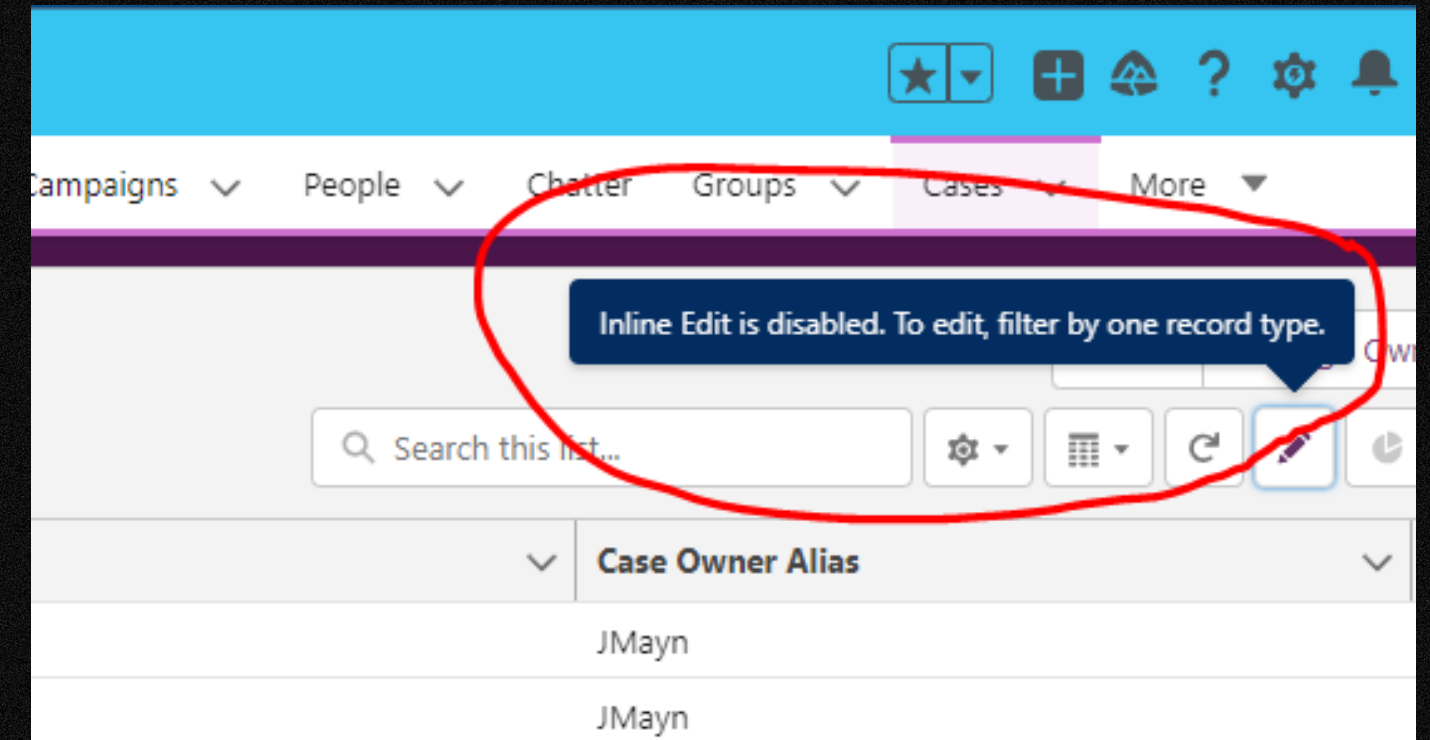 Campaigns People Chatter Groups Cases More
Inline Edit is disabled. To edit, filter by one record type.
Search this list...
Case Owner Alias
JMayn
JMayn